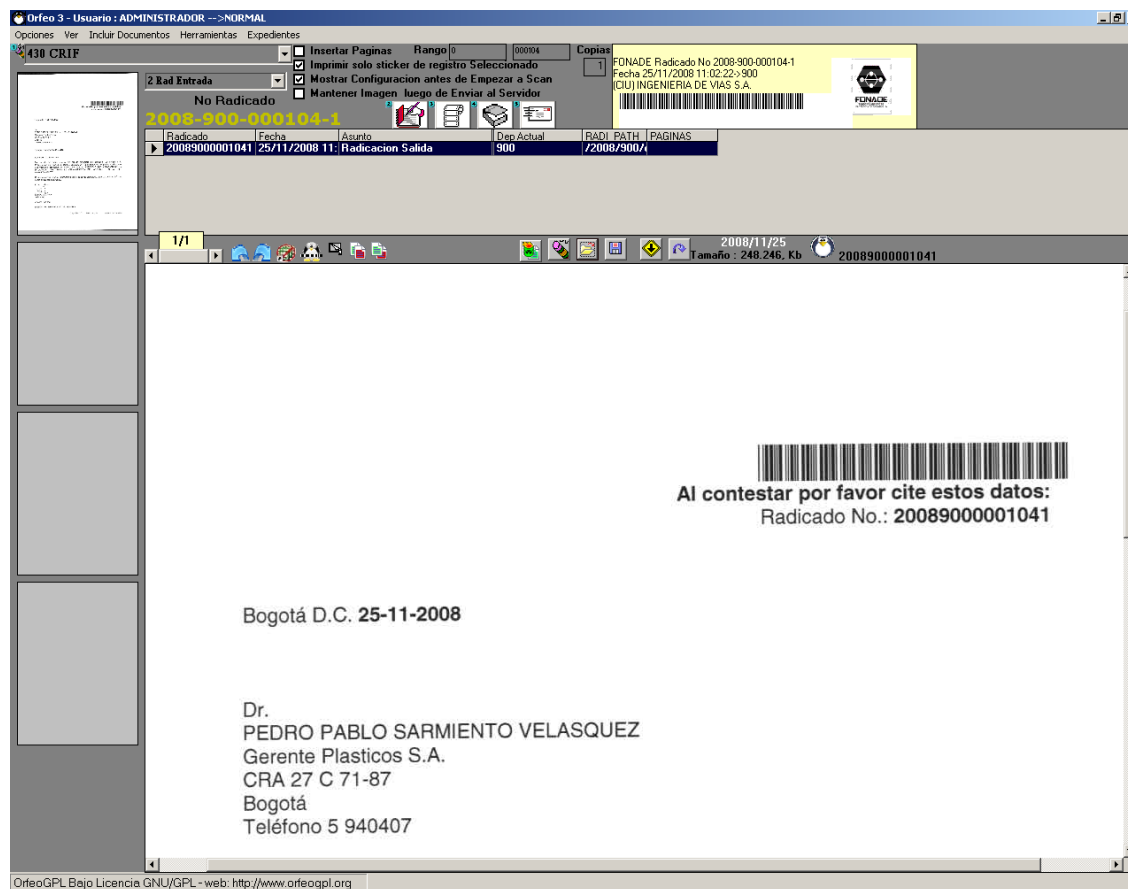 Orfeo 3 - Usuario : ADMINISTRADOR -->NORMAL
Opciones Ver Incluir Documentos Herramientas Expedientes
430 CRIF
Insertar Paginas Rango 0 000104 Copias
Imprimir solo sticker de registro Seleccionado 1
2 Rad Entrada
Mostrar Configuracion antes de Empezar a Scan
Mantener Imagen luego de Enviar al Servidor
No Radicado
2008-900-000104-1
FONADE Radicado No 2008-900-000104-1
Fecha 25/11/2008 11:02:22->900
(CIU) INGENIERIA DE VIAS S.A.
FONADE
Radicado Fecha Asunto Dep Actual RADI_PATH PAGINAS
20089000001041 25/11/2008 11: Radicacion Salida 900 /2008/900/
1/1
2008/11/25
Tamaño : 248.246, Kb
20089000001041
Al contestar por favor cite estos datos:
Radicado No.: 20089000001041
Bogotá D.C. 25-11-2008
Dr.
PEDRO PABLO SARMIENTO VELASQUEZ
Gerente Plasticos S.A.
CRA 27 C 71-87
Bogotá
Teléfono 5 940407
OrfeoGPL Bajo Licencia GNU/GPL - web: http://www.orfeogpl.org